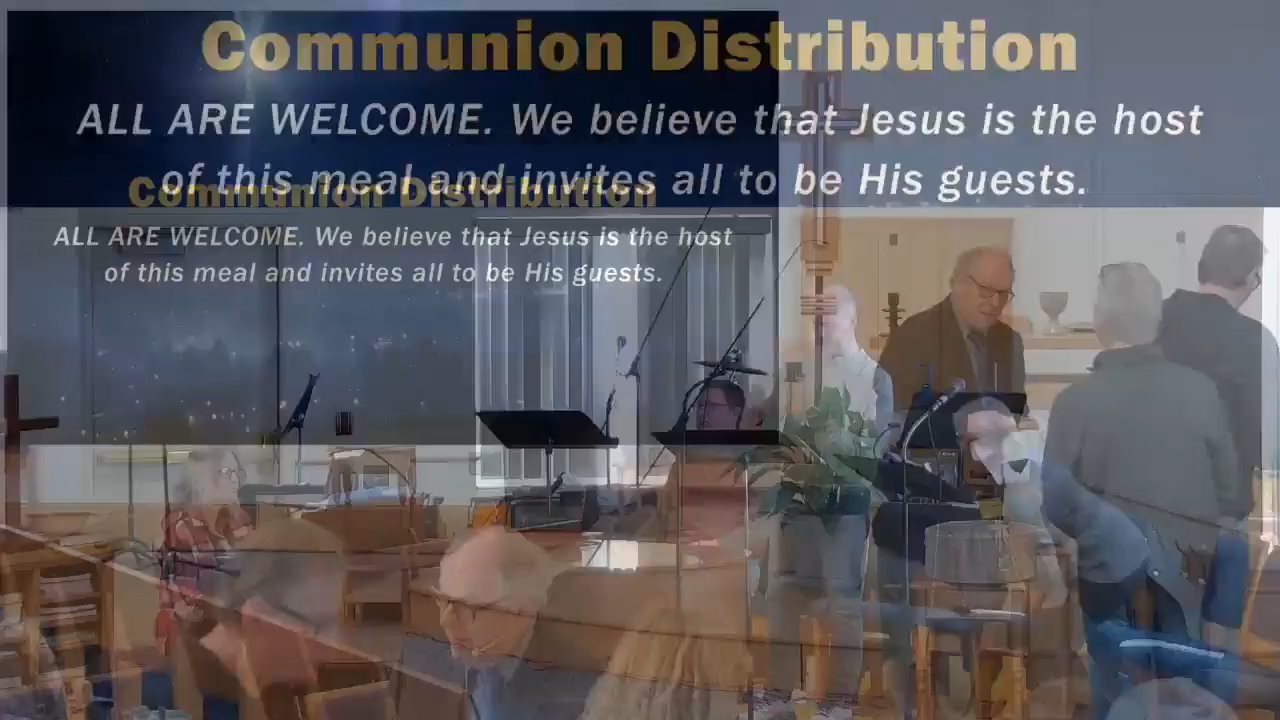 Communion Distribution
ALL ARE WELCOME. We believe that Jesus is the host
of this meal and invites all to be His guests.
Communion Distribution
ALL ARE WELCOME. We believe that Jesus is the host
of this meal and invites all to be His guests.